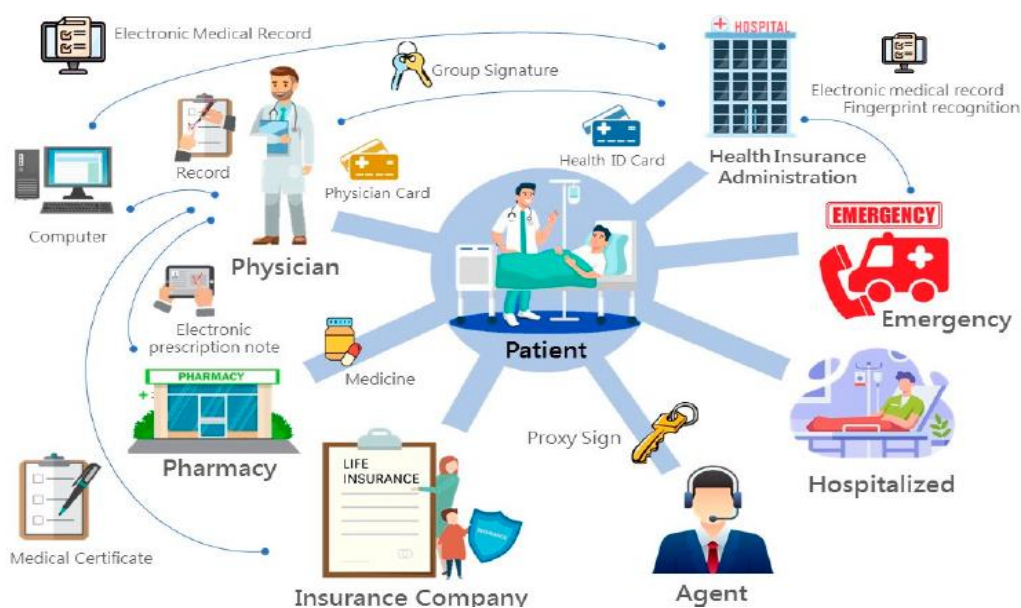 Electronic Medical Record
HOSPITAL
Group Signature
Electronic medical record
Fingerprint recognition
Record
Physician Card
Health ID Card
Health Insurance
Administration
Computer
Physician
EMERGENCY
Emergency
Electronic
prescription note
Medicine
Patient
PHARMACY
Pharmacy
Proxy Sign
Hospitalized
LIFE
INSURANCE
INSURANCE
Medical Certificate
Insurance Company
Agent